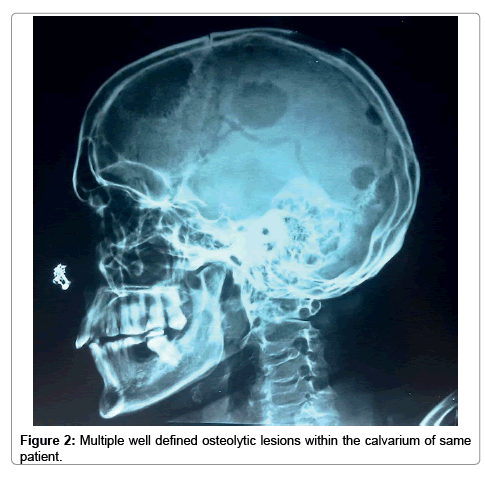 Figure 2: Multiple well defined osteolytic lesions within the calvarium of same
patient.